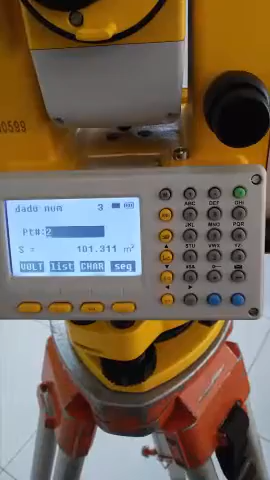 00599
dado num 3
Pt#:2
S = 101.311 m²
VOLT list CHAR seg
ABC DEF GHI
JKL MNO PQR
STU VWX YZ